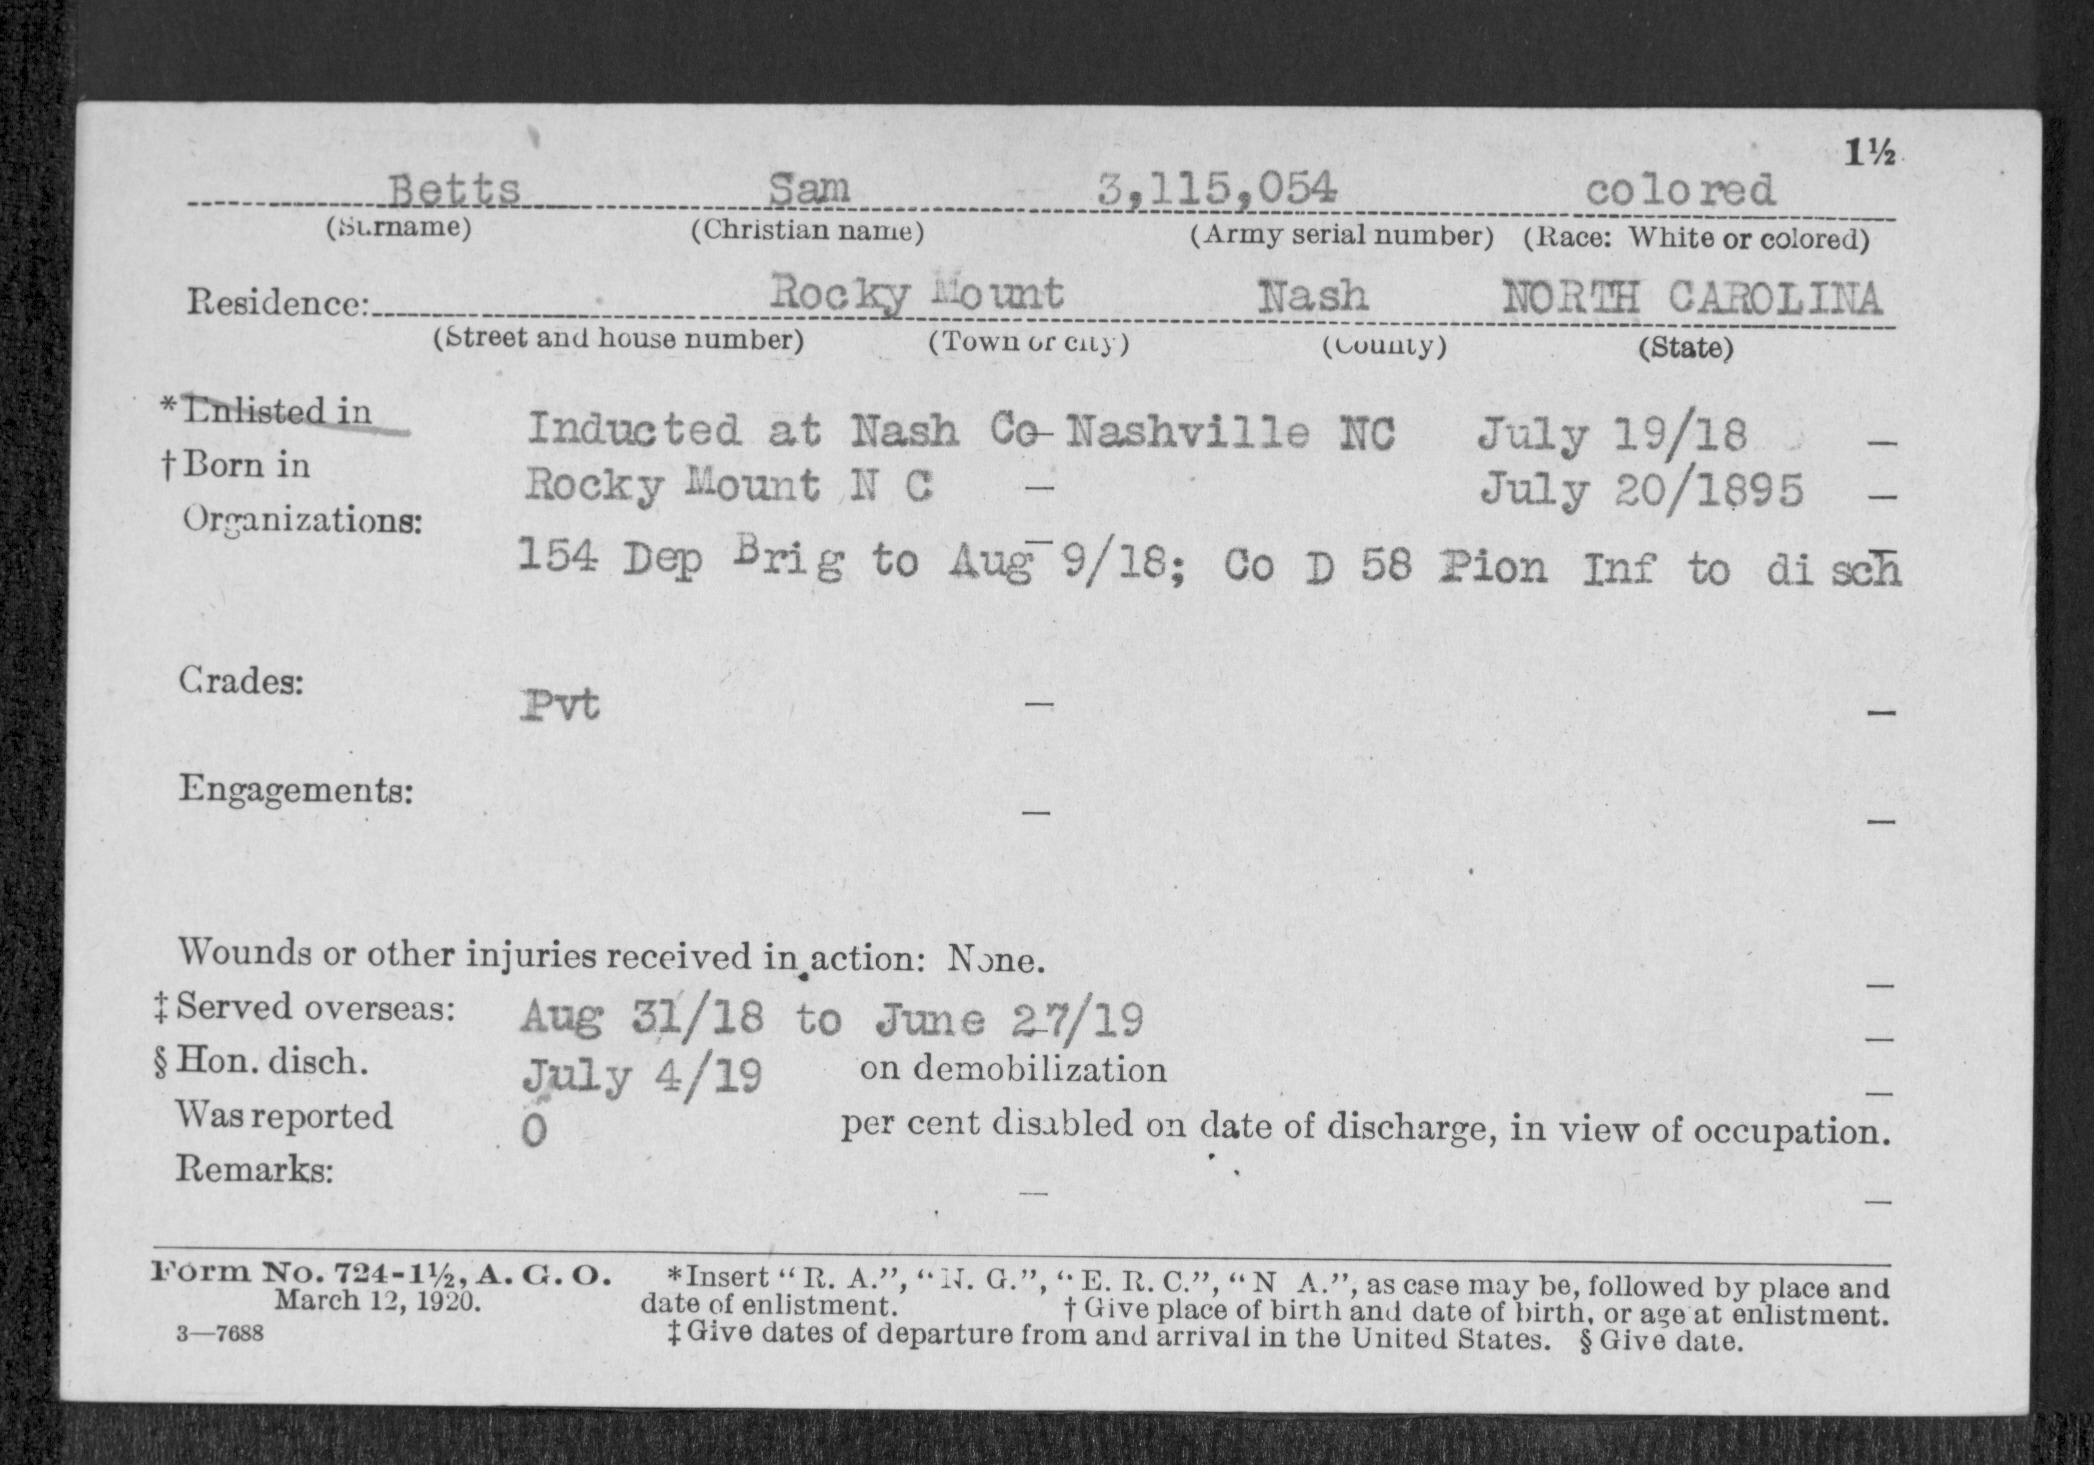 1½
Betts Sam 3,115,054 colored
(Surname) (Christian name) (Army serial number) (Race: White or colored)
Residence: Rocky Mount Nash NORTH CAROLINA
(Street and house number) (Town or city) (County) (State)
*Enlisted in Inducted at Nash Co—Nashville NC July 19/18 —
†Born in Rocky Mount N C — July 20/1895 —
Organizations: — —
154 Dep Brig to Aug 9/18; Co D 58 Pion Inf to disch
Grades: Pvt — —
Engagements: — —
Wounds or other injuries received in action: None. —
‡Served overseas: Aug 31/18 to June 27/19 —
§Hon. disch. July 4/19 on demobilization —
Was reported 0 per cent disabled on date of discharge, in view of occupation.
Remarks: — —
Form No. 724-1½, A. G. O. *Insert "R. A.", "N. G.", "E. R. C.", "N A.", as case may be, followed by place and
March 12, 1920. date of enlistment. †Give place of birth and date of birth, or age at enlistment.
3—7688 ‡Give dates of departure from and arrival in the United States. §Give date.